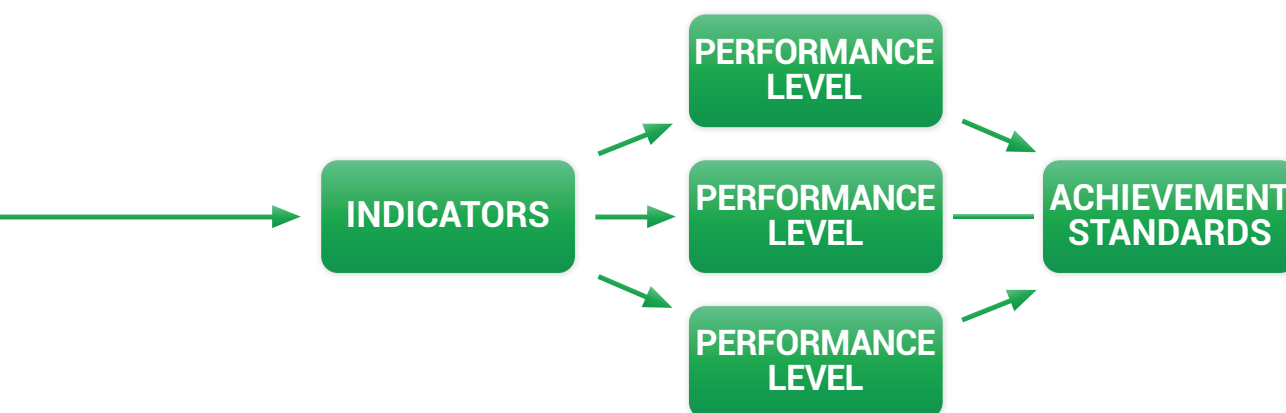 PERFORMANCE
LEVEL
INDICATORS
PERFORMANCE
LEVEL
ACHIEVEMENT
STANDARDS
PERFORMANCE
LEVEL